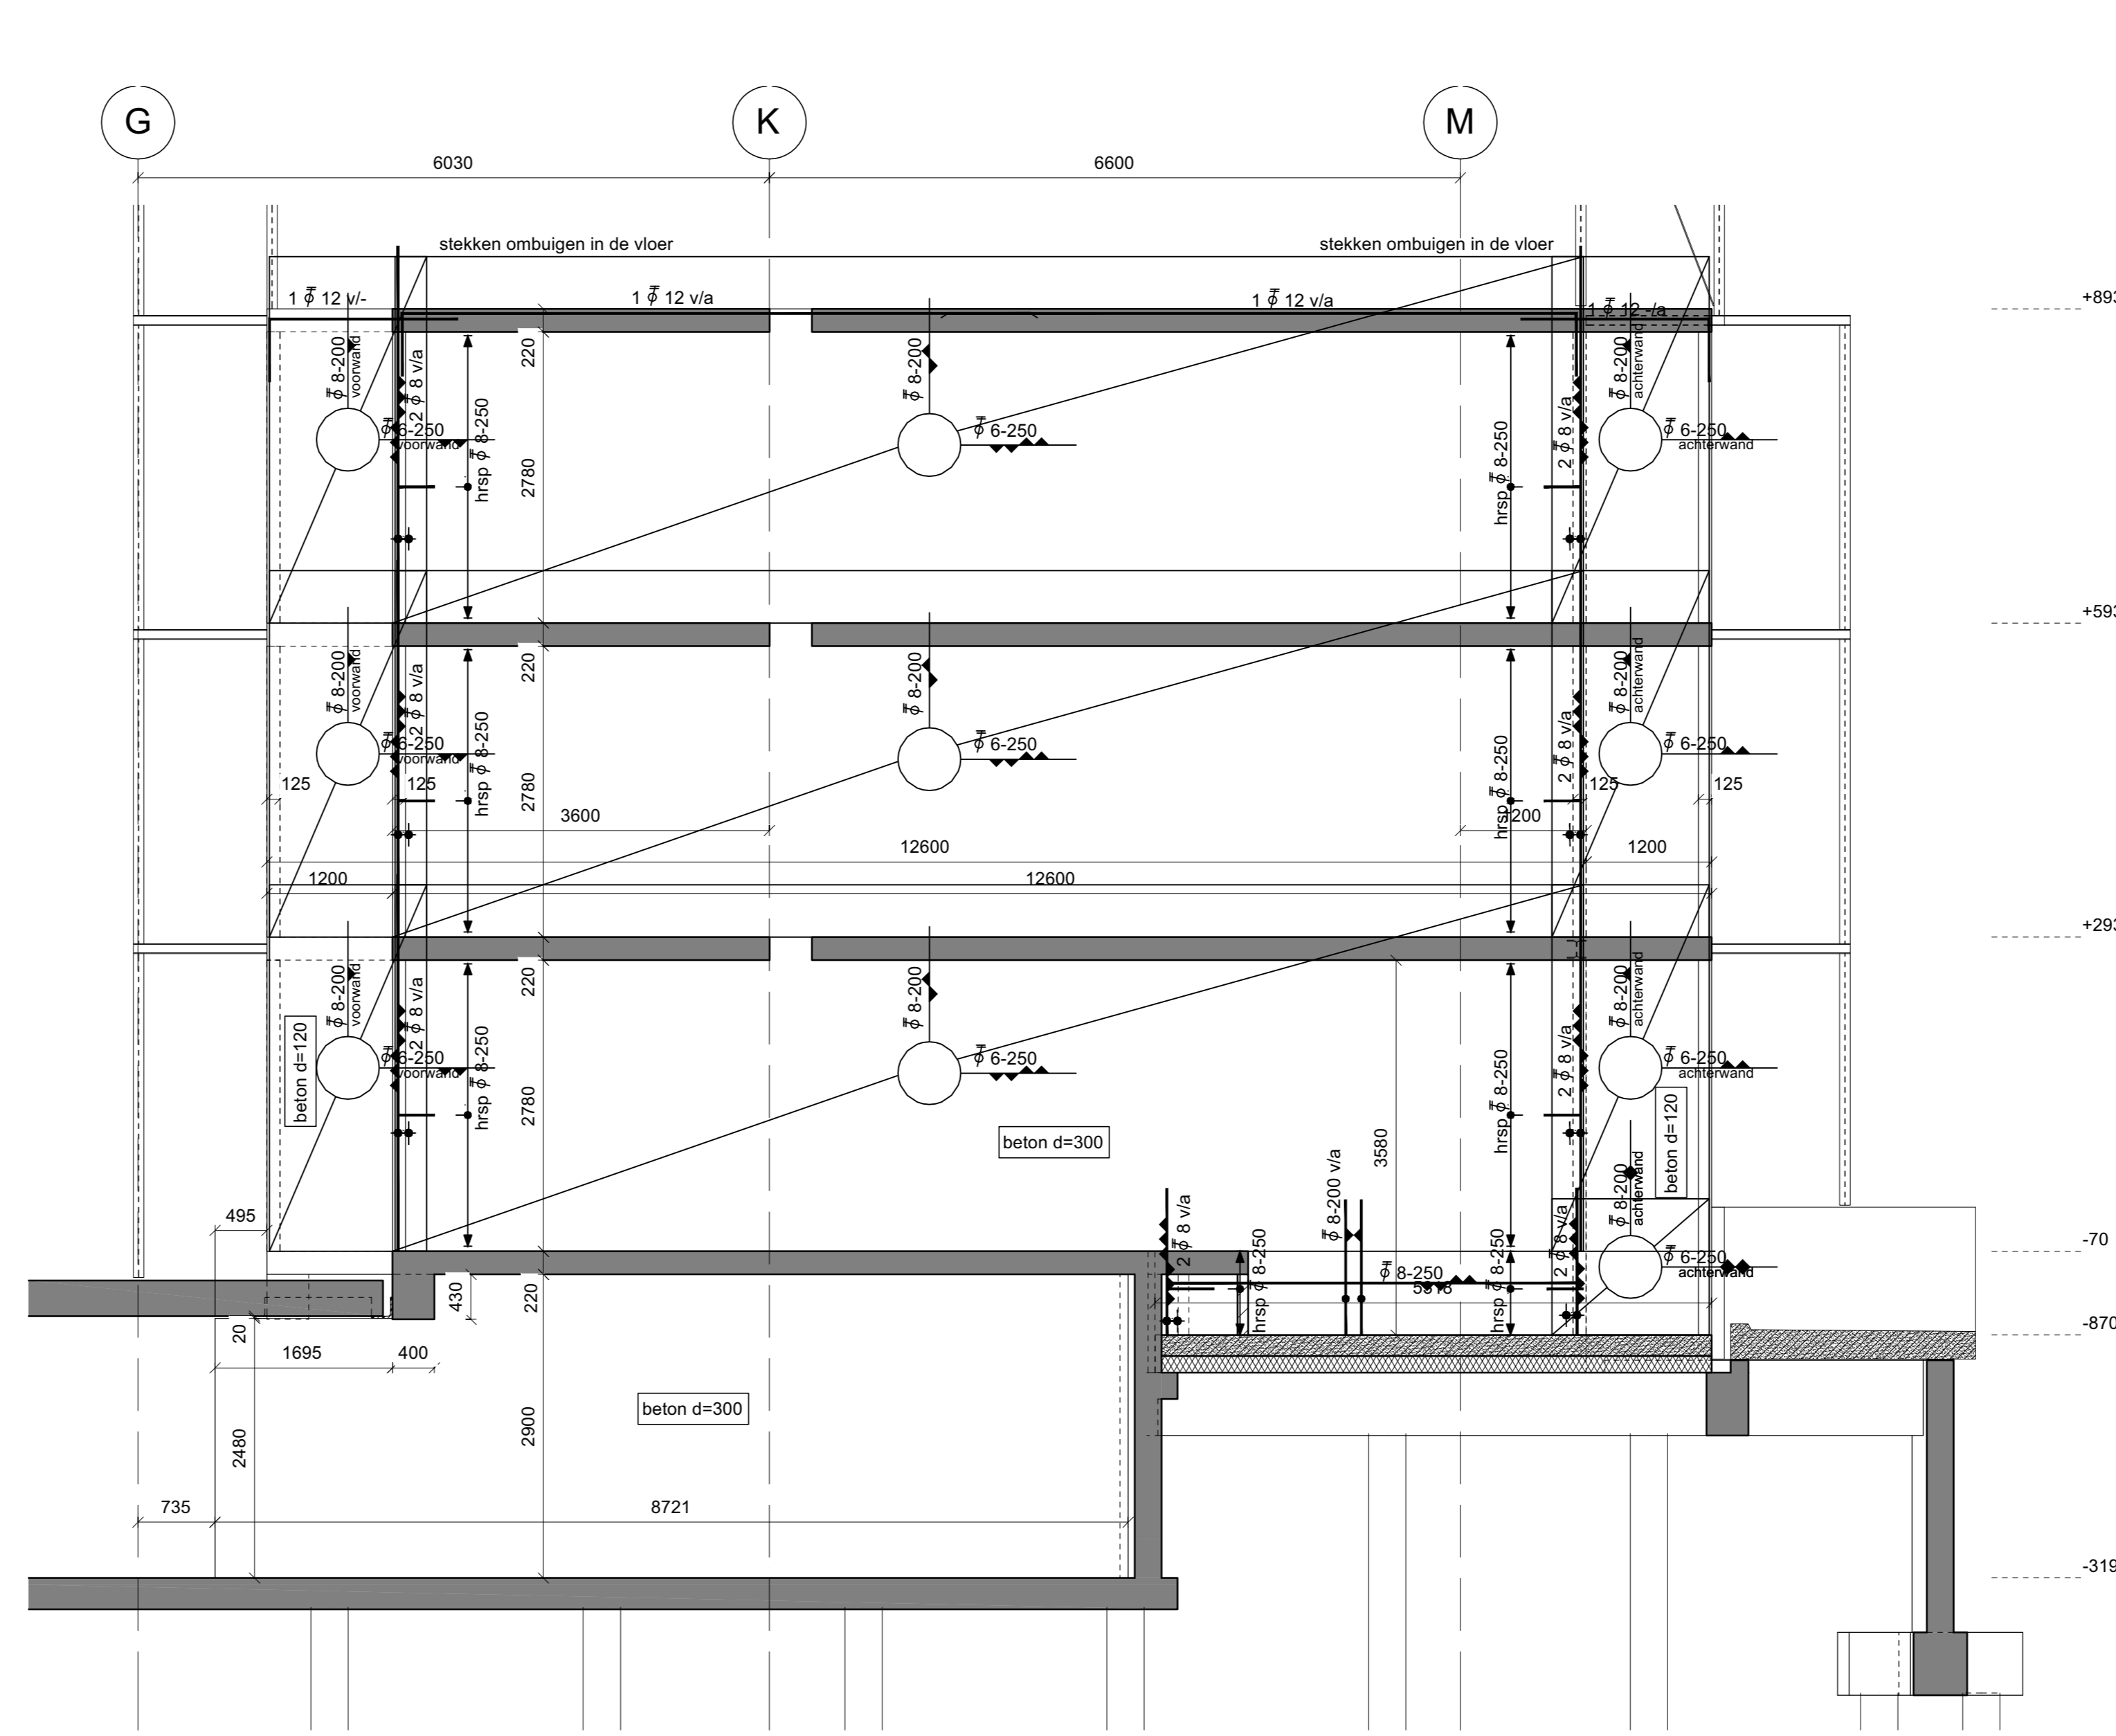 G
K
M
6030
6600
stekken ombuigen in de vloer
stekken ombuigen in de vloer
1 ϕ 12 v/-
1 ϕ 12 v/a
1 ϕ 12 v/a
1 ϕ 12 -/a
+893
220
ϕ 8-200
voorwand
2 ϕ 8 v/a
ϕ 8-200
ϕ 8-200
achterwand
ϕ 6-250
voorwand
hrsp ϕ 8-250
2780
ϕ 6-250
hrsp ϕ 8-250
2 ϕ 8 v/a
ϕ 6-250
achterwand
+593
220
ϕ 8-200
voorwand
2 ϕ 8 v/a
ϕ 8-200
ϕ 8-200
achterwand
ϕ 6-250
voorwand
hrsp ϕ 8-250
2780
ϕ 6-250
hrsp ϕ 8-250
2 ϕ 8 v/a
ϕ 6-250
125
125
125
125
3600
1200
12600
1200
1200
12600
+293
220
ϕ 8-200
voorwand
2 ϕ 8 v/a
ϕ 8-200
ϕ 8-200
achterwand
beton d=120
ϕ 6-250
voorwand
hrsp ϕ 8-250
2780
ϕ 6-250
hrsp ϕ 8-250
2 ϕ 8 v/a
ϕ 6-250
achterwand
beton d=120
beton d=300
3580
495
2 ϕ 8 v/a
ϕ 8-200 v/a
ϕ 8-200
achterwand
-70
430
220
hrsp ϕ 8-250
ϕ 8-250
5318
hrsp ϕ 8-250
2 ϕ 8 v/a
ϕ 6-250
achterwand
20
-870
1695
400
beton d=300
2480
2900
735
8721
-319